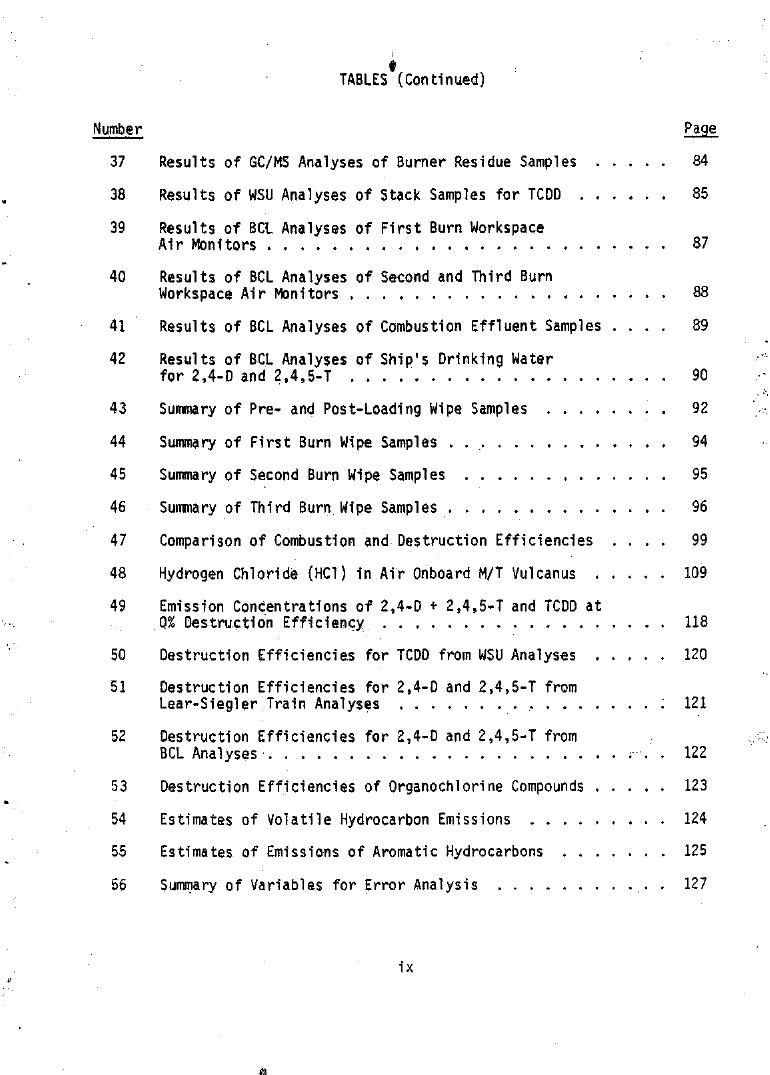 TABLES (Continued)
Number Page
37 Results of GC/MS Analyses of Burner Residue Samples . . . . . 84
38 Results of WSU Analyses of Stack Samples for TCDD . . . . . . 85
39 Results of BCL Analyses of First Burn Workspace
Air Monitors . . . . . . . . . . . . . . . . . . . . . . . . . 87
40 Results of BCL Analyses of Second and Third Burn
Workspace Air Monitors . . . . . . . . . . . . . . . . . . . . 88
41 Results of BCL Analyses of Combustion Effluent Samples . . . . 89
42 Results of BCL Analyses of Ship's Drinking Water
for 2,4-D and 2,4,5-T . . . . . . . . . . . . . . . . . . . . 90
43 Summary of Pre- and Post-Loading Wipe Samples . . . . . . . . 92
44 Summary of First Burn Wipe Samples . . . . . . . . . . . . . . 94
45 Summary of Second Burn Wipe Samples . . . . . . . . . . . . . 95
46 Summary of Third Burn Wipe Samples . . . . . . . . . . . . . . 96
47 Comparison of Combustion and Destruction Efficiencies . . . . 99
48 Hydrogen Chloride (HCl) in Air Onboard M/T Vulcanus . . . . . 109
49 Emission Concentrations of 2,4-D + 2,4,5-T and TCDD at
0% Destruction Efficiency . . . . . . . . . . . . . . . . . . 118
50 Destruction Efficiencies for TCDD from WSU Analyses . . . . . 120
51 Destruction Efficiencies for 2,4-D and 2,4,5-T from
Lear-Siegler Train Analyses . . . . . . . . . . . . . . . . . 121
52 Destruction Efficiencies for 2,4-D and 2,4,5-T from
BCL Analyses . . . . . . . . . . . . . . . . . . . . . . . . . 122
53 Destruction Efficiencies of Organochlorine Compounds . . . . . 123
54 Estimates of Volatile Hydrocarbon Emissions . . . . . . . . . 124
55 Estimates of Emissions of Aromatic Hydrocarbons . . . . . . . 125
56 Summary of Variables for Error Analysis . . . . . . . . . . . 127
ix